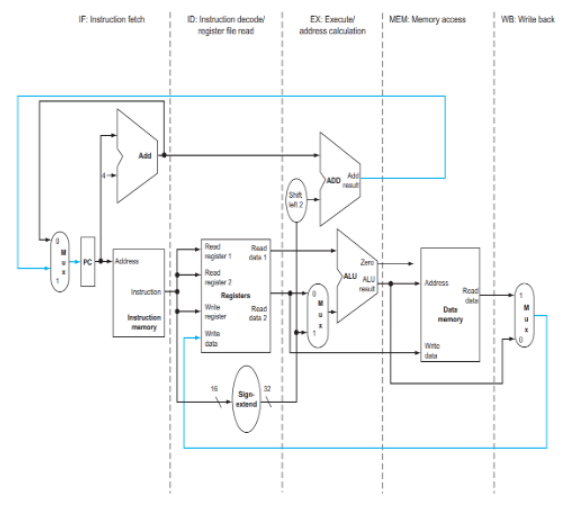 IF: Instruction fetch
ID: Instruction decode/
register file read
EX: Execute/
address calculation
MEM: Memory access
WB: Write back
Add
4
ADD
Add
result
Shift
left 2
0
M
u
x
1
PC
Address
Instruction
Instruction
memory
Read
register 1
Read
register 2
Write
register
Write
data
Registers
Read
data 1
Read
data 2
0
M
u
x
1
Zero
ALU
ALU
result
Address
Read
data
Data
memory
Write
data
1
M
u
x
0
16
Sign-
extend
32